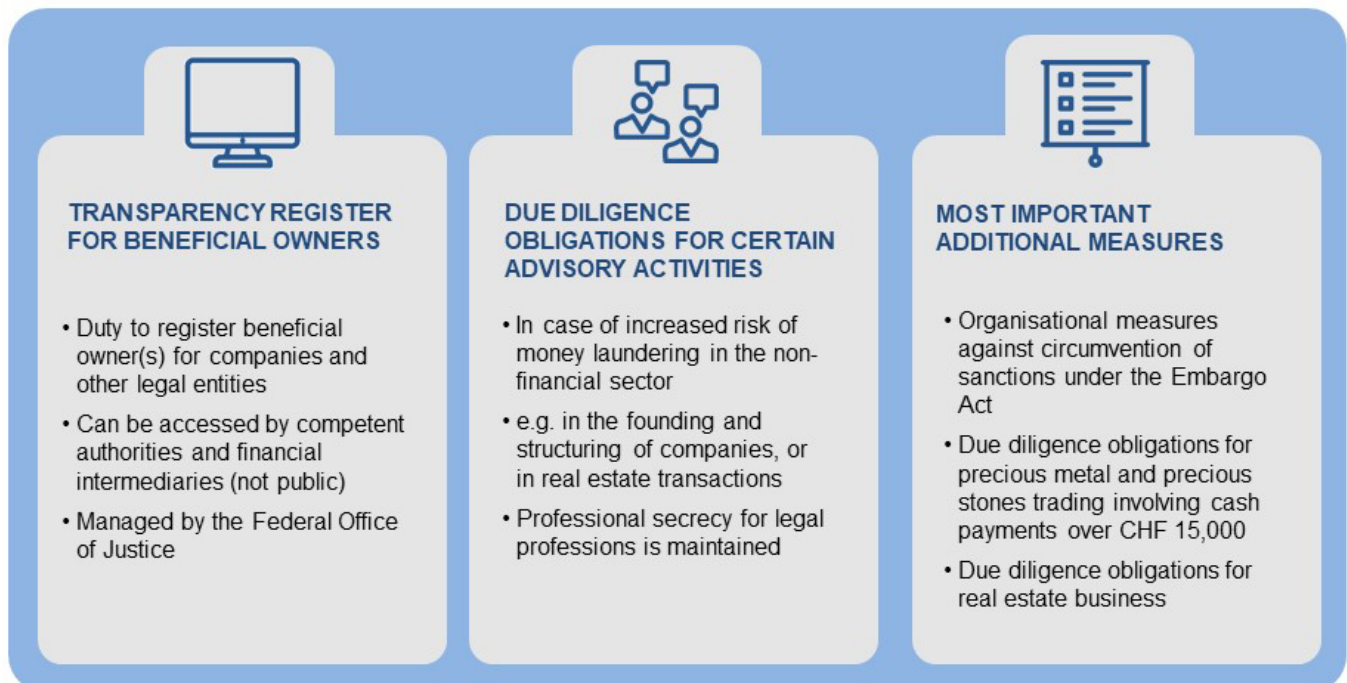 TRANSPARENCY REGISTER
FOR BENEFICIAL OWNERS
• Duty to register beneficial
owner(s) for companies and
other legal entities
• Can be accessed by competent
authorities and financial
intermediaries (not public)
• Managed by the Federal Office
of Justice
DUE DILIGENCE
OBLIGATIONS FOR CERTAIN
ADVISORY ACTIVITIES
• In case of increased risk of
money laundering in the non-
financial sector
• e.g. in the founding and
structuring of companies, or
in real estate transactions
• Professional secrecy for legal
professions is maintained
MOST IMPORTANT
ADDITIONAL MEASURES
• Organisational measures
against circumvention of
sanctions under the Embargo
Act
• Due diligence obligations for
precious metal and precious
stones trading involving cash
payments over CHF 15,000
• Due diligence obligations for
real estate business